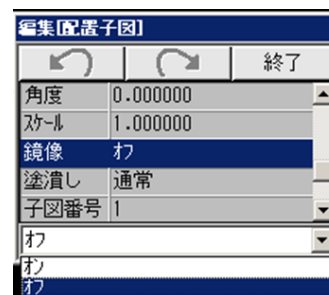 編集[配置子図]
終了
角度 0.000000
ｽｹｰﾙ 1.000000
鏡像 ｵﾌ
塗潰し 通常
子図番号 1
ｵﾌ
ｵﾝ
ｵﾌ